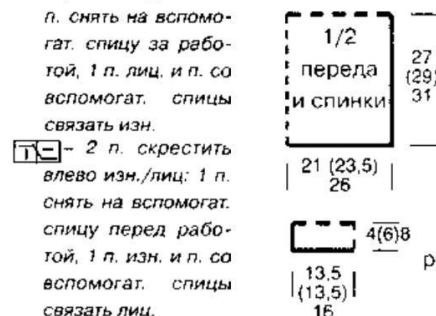 п. снять на вспомо-
гат. спицу за рабо-
той, 1 п. лиц. и п. со
вспомогат. спицы
связать изн.
- 2 п. скрестить
влево изн./лиц: 1 п.
снять на вспомогат.
спицу перед рабо-
той, 1 п. изн. и п. со
вспомогат. спицы
связать лиц.
1/2
переда
и спинки
27
(29)
31
21 (23,5)
26
4(6)8
р
13,5
(13,5)
16